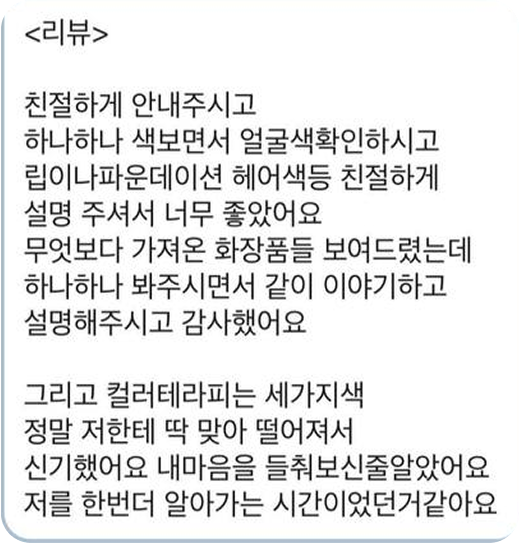 <리뷰>
친절하게 안내주시고
하나하나 색보면서 얼굴색확인하시고
립이나파운데이션 헤어색등 친절하게
설명 주셔서 너무 좋았어요
무엇보다 가져온 화장품들 보여드렸는데
하나하나 봐주시면서 같이 이야기하고
설명해주시고 감사했어요
그리고 컬러테라피는 세가지색
정말 저한테 딱 맞아 떨어져서
신기했어요 내마음을 들춰보신줄알았어요
저를 한번더 알아가는 시간이었던거같아요